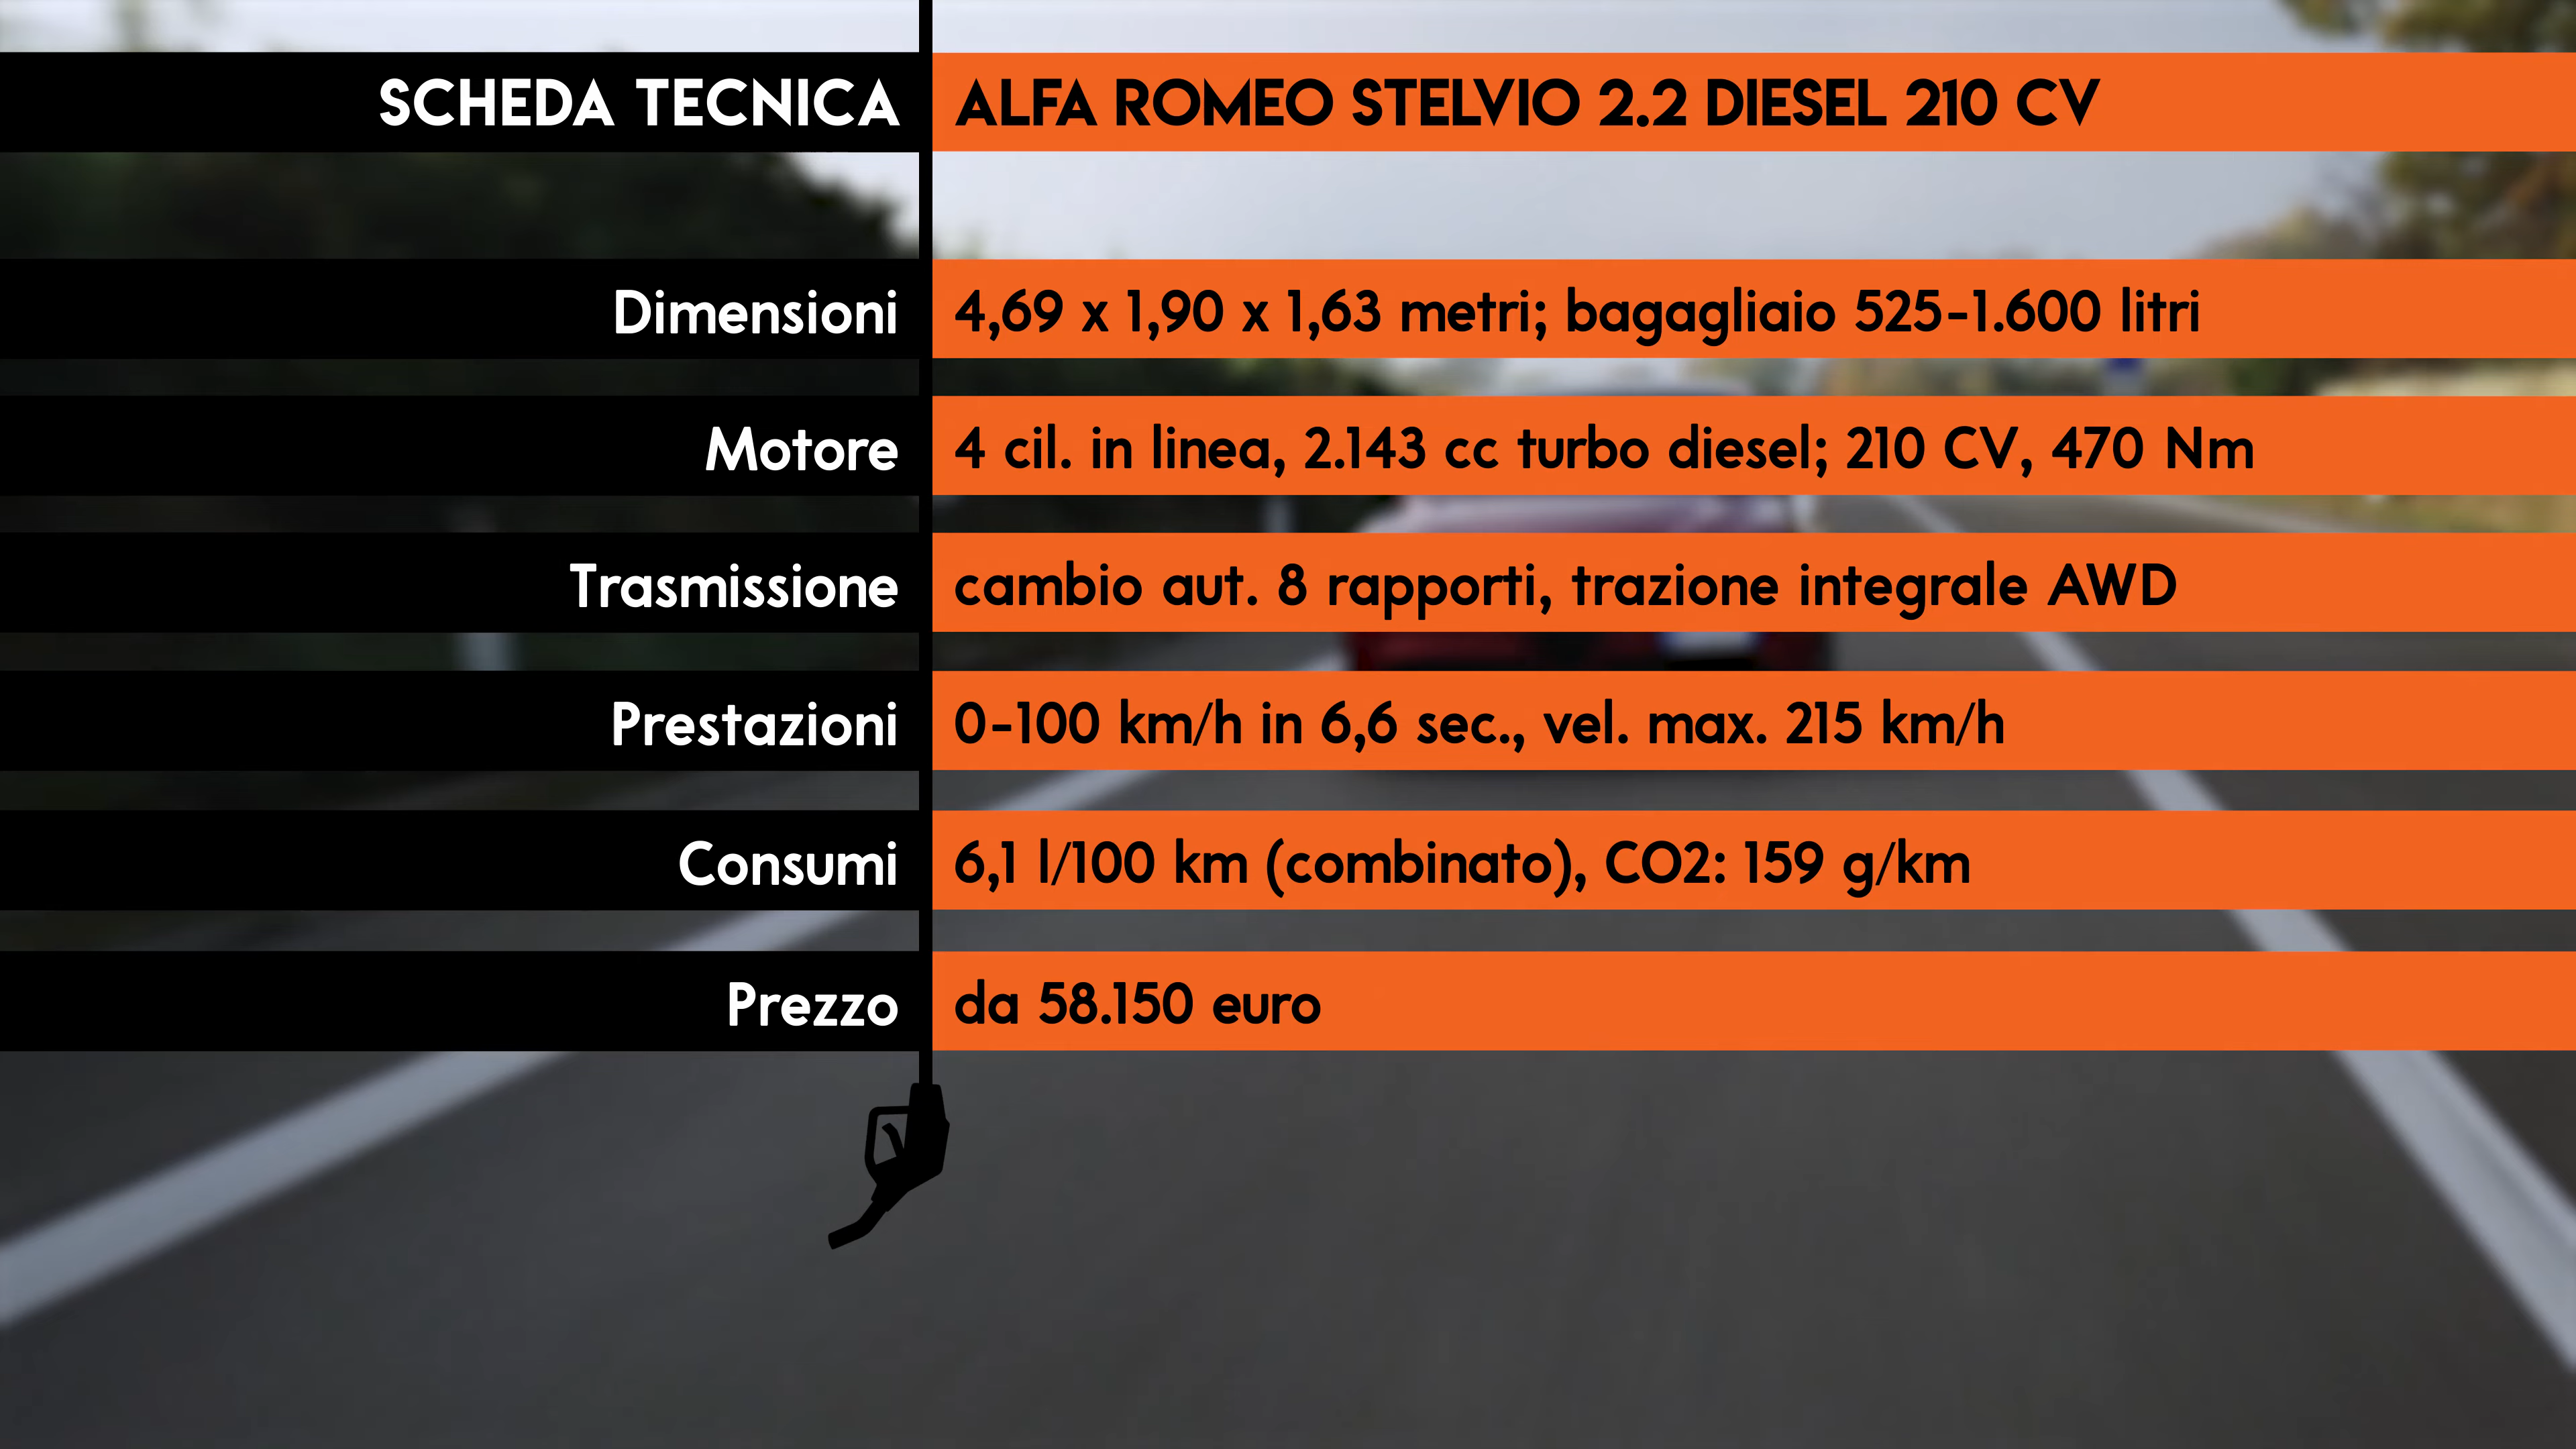 SCHEDA TECNICA ALFA ROMEO STELVIO 2.2 DIESEL 210 CV
Dimensioni 4,69 x 1,90 x 1,63 metri; bagagliaio 525-1.600 litri
Motore 4 cil. in linea, 2.143 cc turbo diesel; 210 CV, 470 Nm
Trasmissione cambio aut. 8 rapporti, trazione integrale AWD
Prestazioni 0-100 km/h in 6,6 sec., vel. max. 215 km/h
Consumi 6,1 l/100 km (combinato), CO2: 159 g/km
Prezzo da 58.150 euro